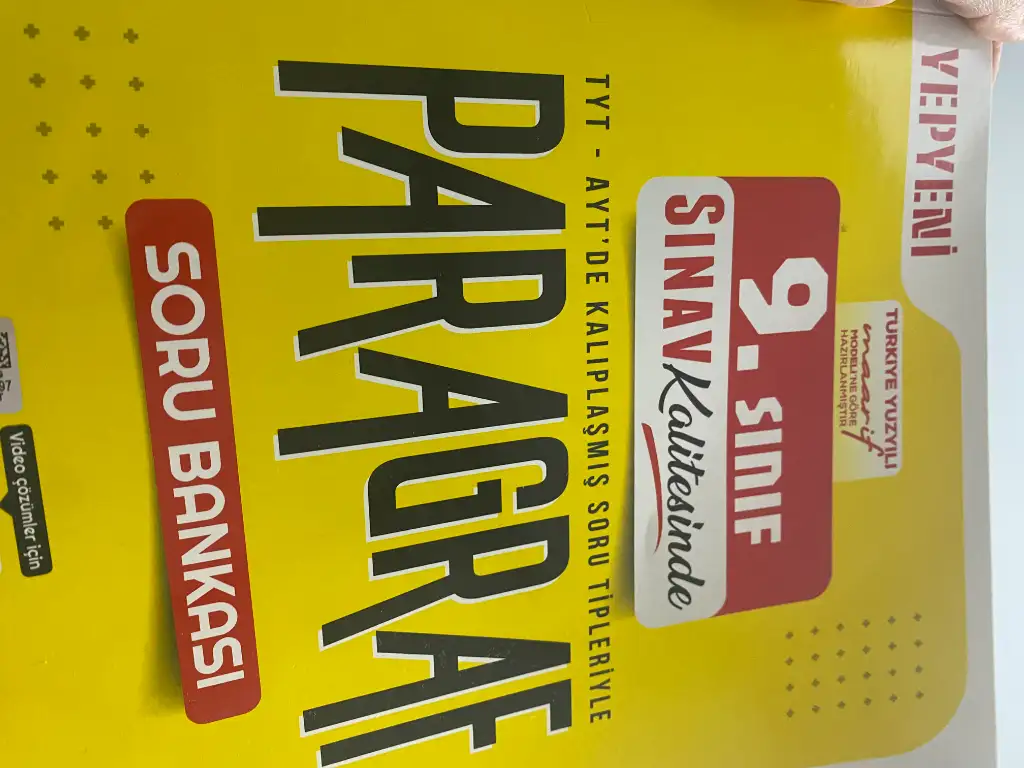 YEPYENİ
TÜRKİYE YÜZYILI
maarif
MODELİ'NE GÖRE
HAZIRLANMIŞTIR
9. SINIF
SINAV Kalitesinde
TYT - AYT'DE KALIPLAŞMIŞ SORU TİPLERİYLE
PARAGRAF
SORU BANKASI
Video çözümler için